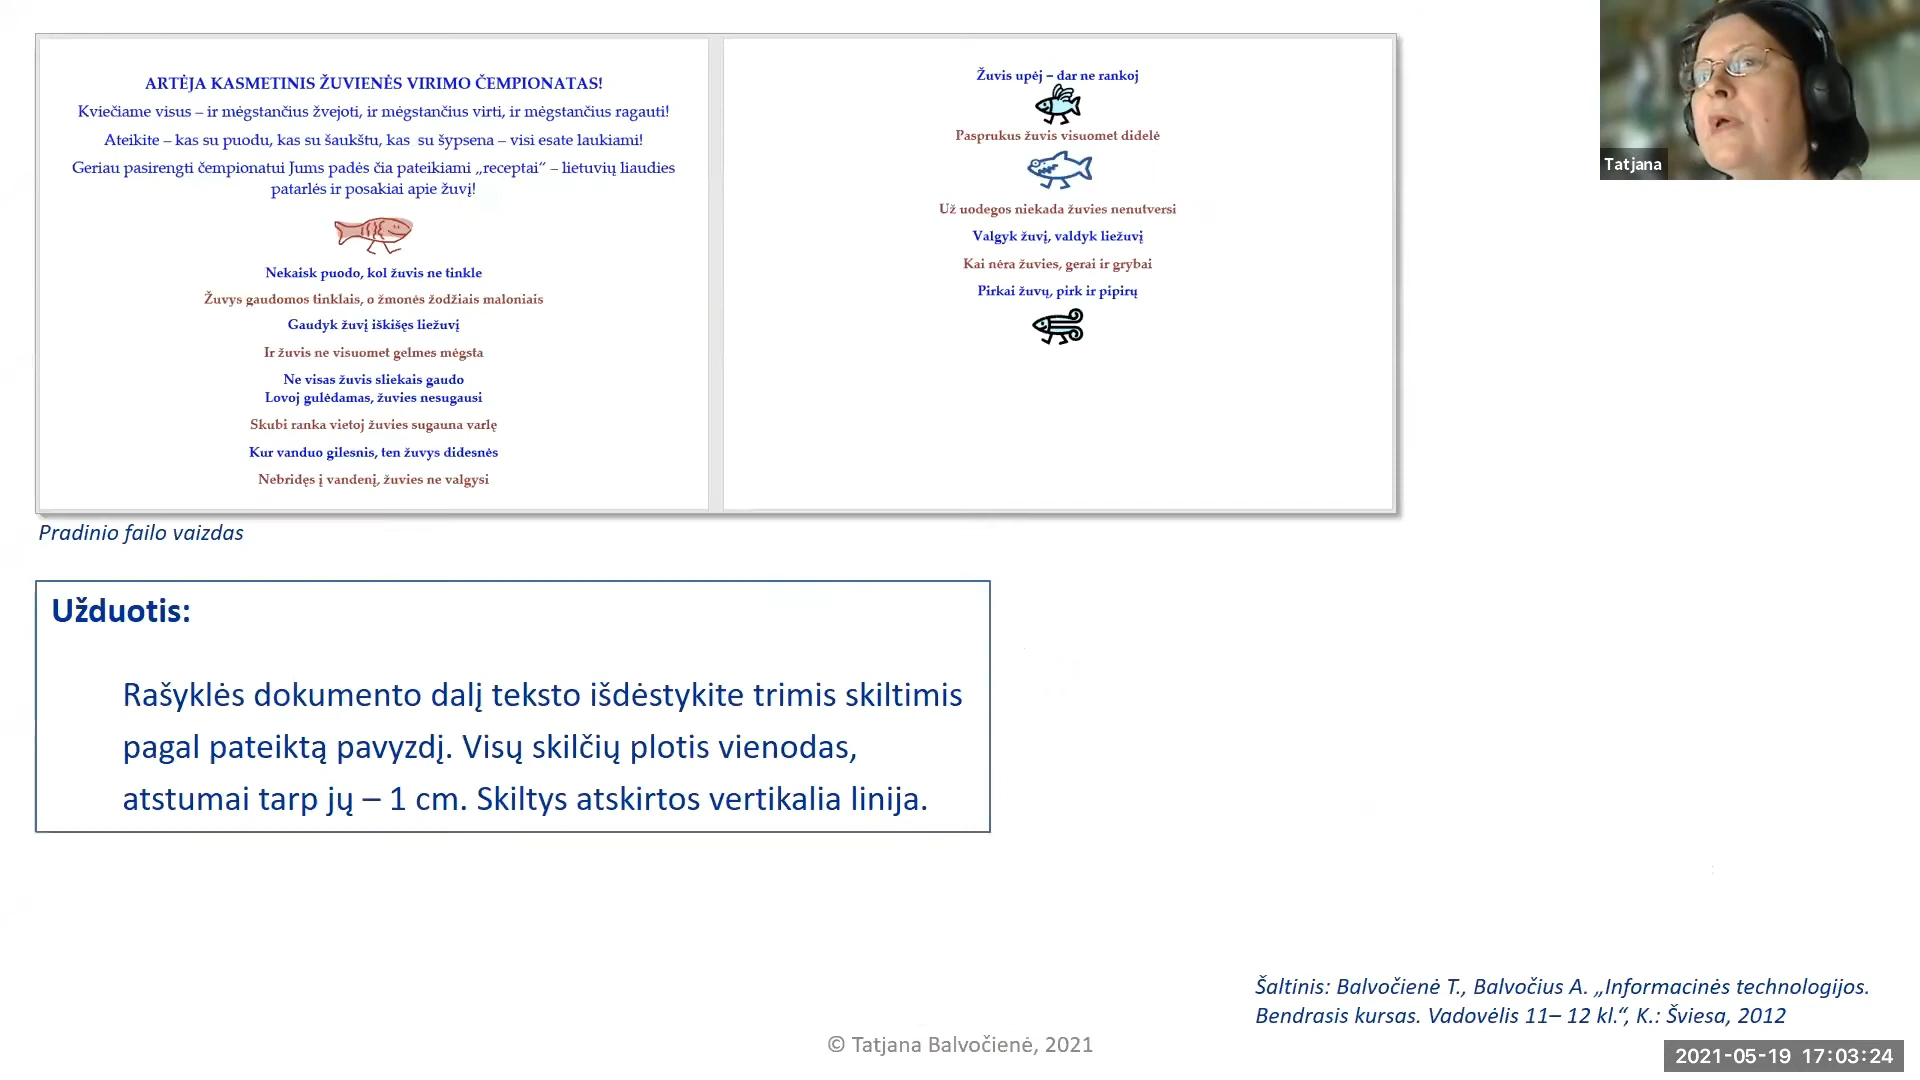 ARTĖJA KASMETINIS ŽUVIENĖS VIRIMO ČEMPIONATAS!
Kviečiame visus – ir mėgstančius žvejoti, ir mėgstančius virti, ir mėgstančius ragauti!
Ateikite – kas su puodu, kas su šaukštu, kas su šypsena – visi esate laukiami!
Geriau pasirengti čempionatui Jums padės čia pateikiami „receptai“ – lietuvių liaudies
patarlės ir posakiai apie žuvį!
Nekaisk puodo, kol žuvis ne tinkle
Žuvys gaudomos tinklais, o žmonės žodžiais maloniais
Gaudyk žuvį iškišęs liežuvį
Ir žuvis ne visuomet gelmes mėgsta
Ne visas žuvis sliekais gaudo
Lovoj gulėdamas, žuvies nesugausi
Skubi ranka vietoj žuvies sugauna varlę
Kur vanduo gilesnis, ten žuvys didesnės
Nebridęs į vandenį, žuvies ne valgysi
Žuvis upėj – dar ne rankoj
Pasprukus žuvis visuomet didelė
Už uodegos niekada žuvies nenutversi
Valgyk žuvį, valdyk liežuvį
Kai nėra žuvies, gerai ir grybai
Pirkai žuvų, pirk ir pipirų
Tatjana
Pradinio failo vaizdas
Užduotis:
Rašyklės dokumento dalį teksto išdėstykite trimis skiltimis
pagal pateiktą pavyzdį. Visų skilčių plotis vienodas,
atstumai tarp jų – 1 cm. Skiltys atskirtos vertikalia linija.
Šaltinis: Balvočienė T., Balvočius A. „Informacinės technologijos.
Bendrasis kursas. Vadovėlis 11– 12 kl.“, K.: Šviesa, 2012
© Tatjana Balvočienė, 2021
2021-05-19 17:03:24